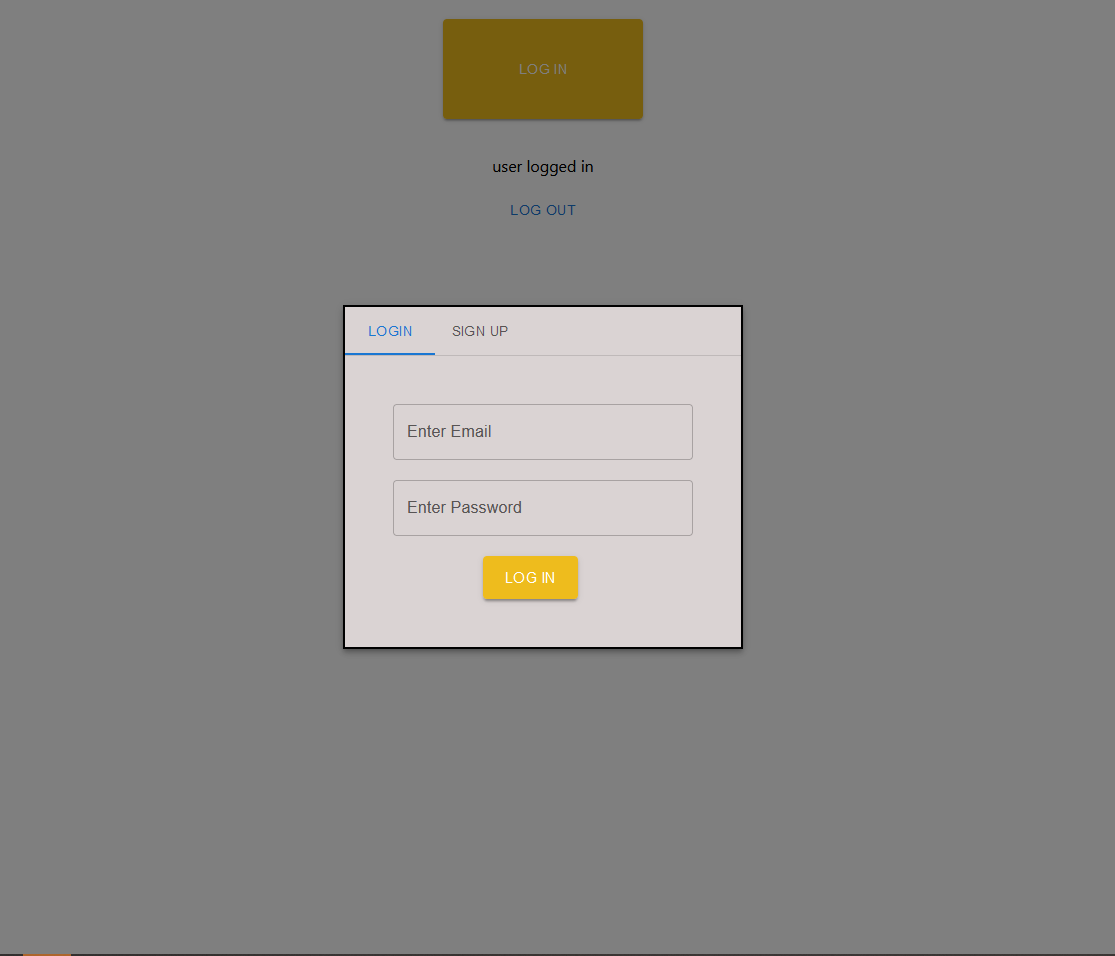 LOG IN
user logged in
LOG OUT
LOGIN SIGN UP
Enter Email
Enter Password
LOG IN